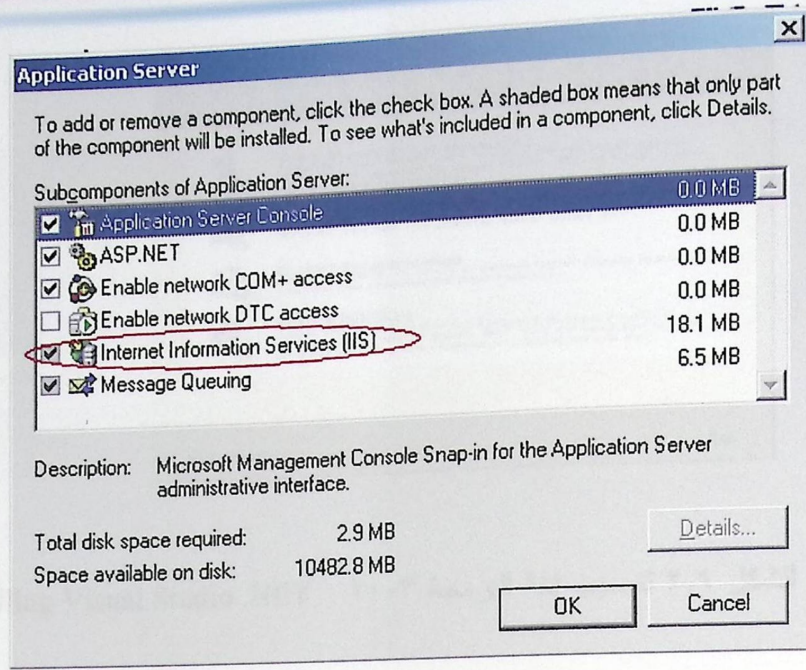 Application Server
To add or remove a component, click the check box. A shaded box means that only part
of the component will be installed. To see what's included in a component, click Details.
Subcomponents of Application Server:
Application Server Console 0.0 MB
ASP.NET 0.0 MB
Enable network COM+ access 0.0 MB
Enable network DTC access 0.0 MB
Internet Information Services (IIS) 18.1 MB
Message Queuing 6.5 MB
Description: Microsoft Management Console Snap-in for the Application Server
administrative interface.
Total disk space required: 2.9 MB
Details...
Space available on disk: 10482.8 MB
OK
Cancel